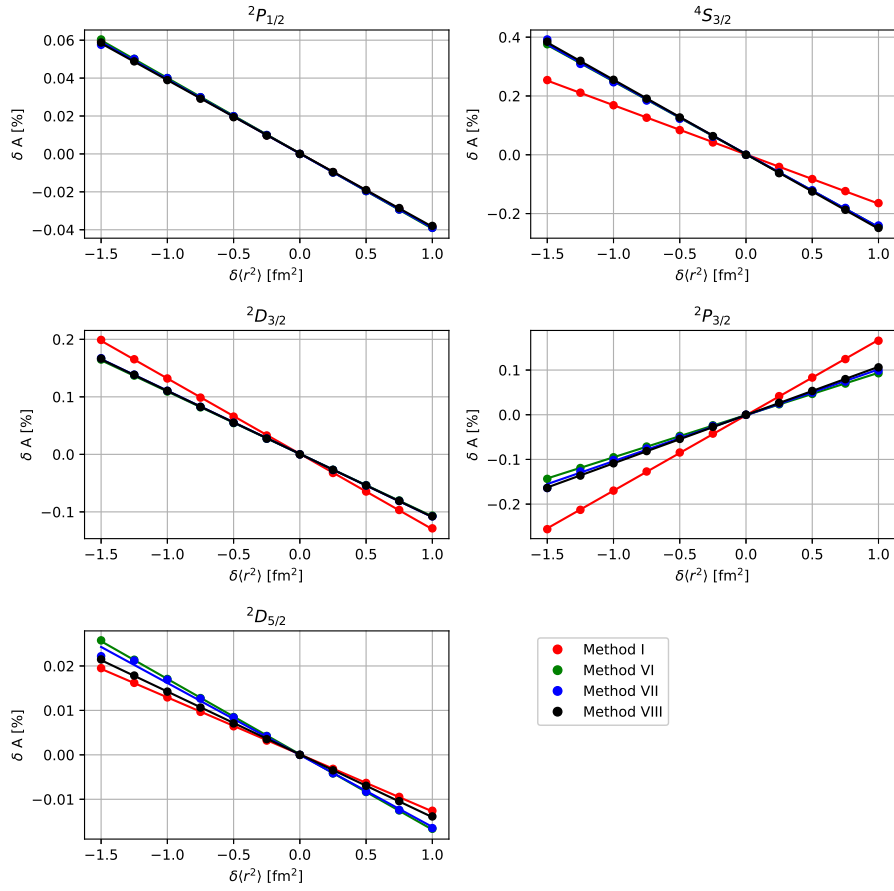 ²P₁/₂
0.06
0.04
0.02
0.00
−0.02
−0.04
δ A [%]
−1.5 −1.0 −0.5 0.0 0.5 1.0
δ⟨r²⟩ [fm²]
⁴S₃/₂
0.4
0.2
0.0
−0.2
δ A [%]
−1.5 −1.0 −0.5 0.0 0.5 1.0
δ⟨r²⟩ [fm²]
²D₃/₂
0.2
0.1
0.0
−0.1
δ A [%]
−1.5 −1.0 −0.5 0.0 0.5 1.0
δ⟨r²⟩ [fm²]
²P₃/₂
0.1
0.0
−0.1
−0.2
δ A [%]
−1.5 −1.0 −0.5 0.0 0.5 1.0
δ⟨r²⟩ [fm²]
²D₅/₂
0.02
0.01
0.00
−0.01
δ A [%]
−1.5 −1.0 −0.5 0.0 0.5 1.0
δ⟨r²⟩ [fm²]
Method I
Method VI
Method VII
Method VIII